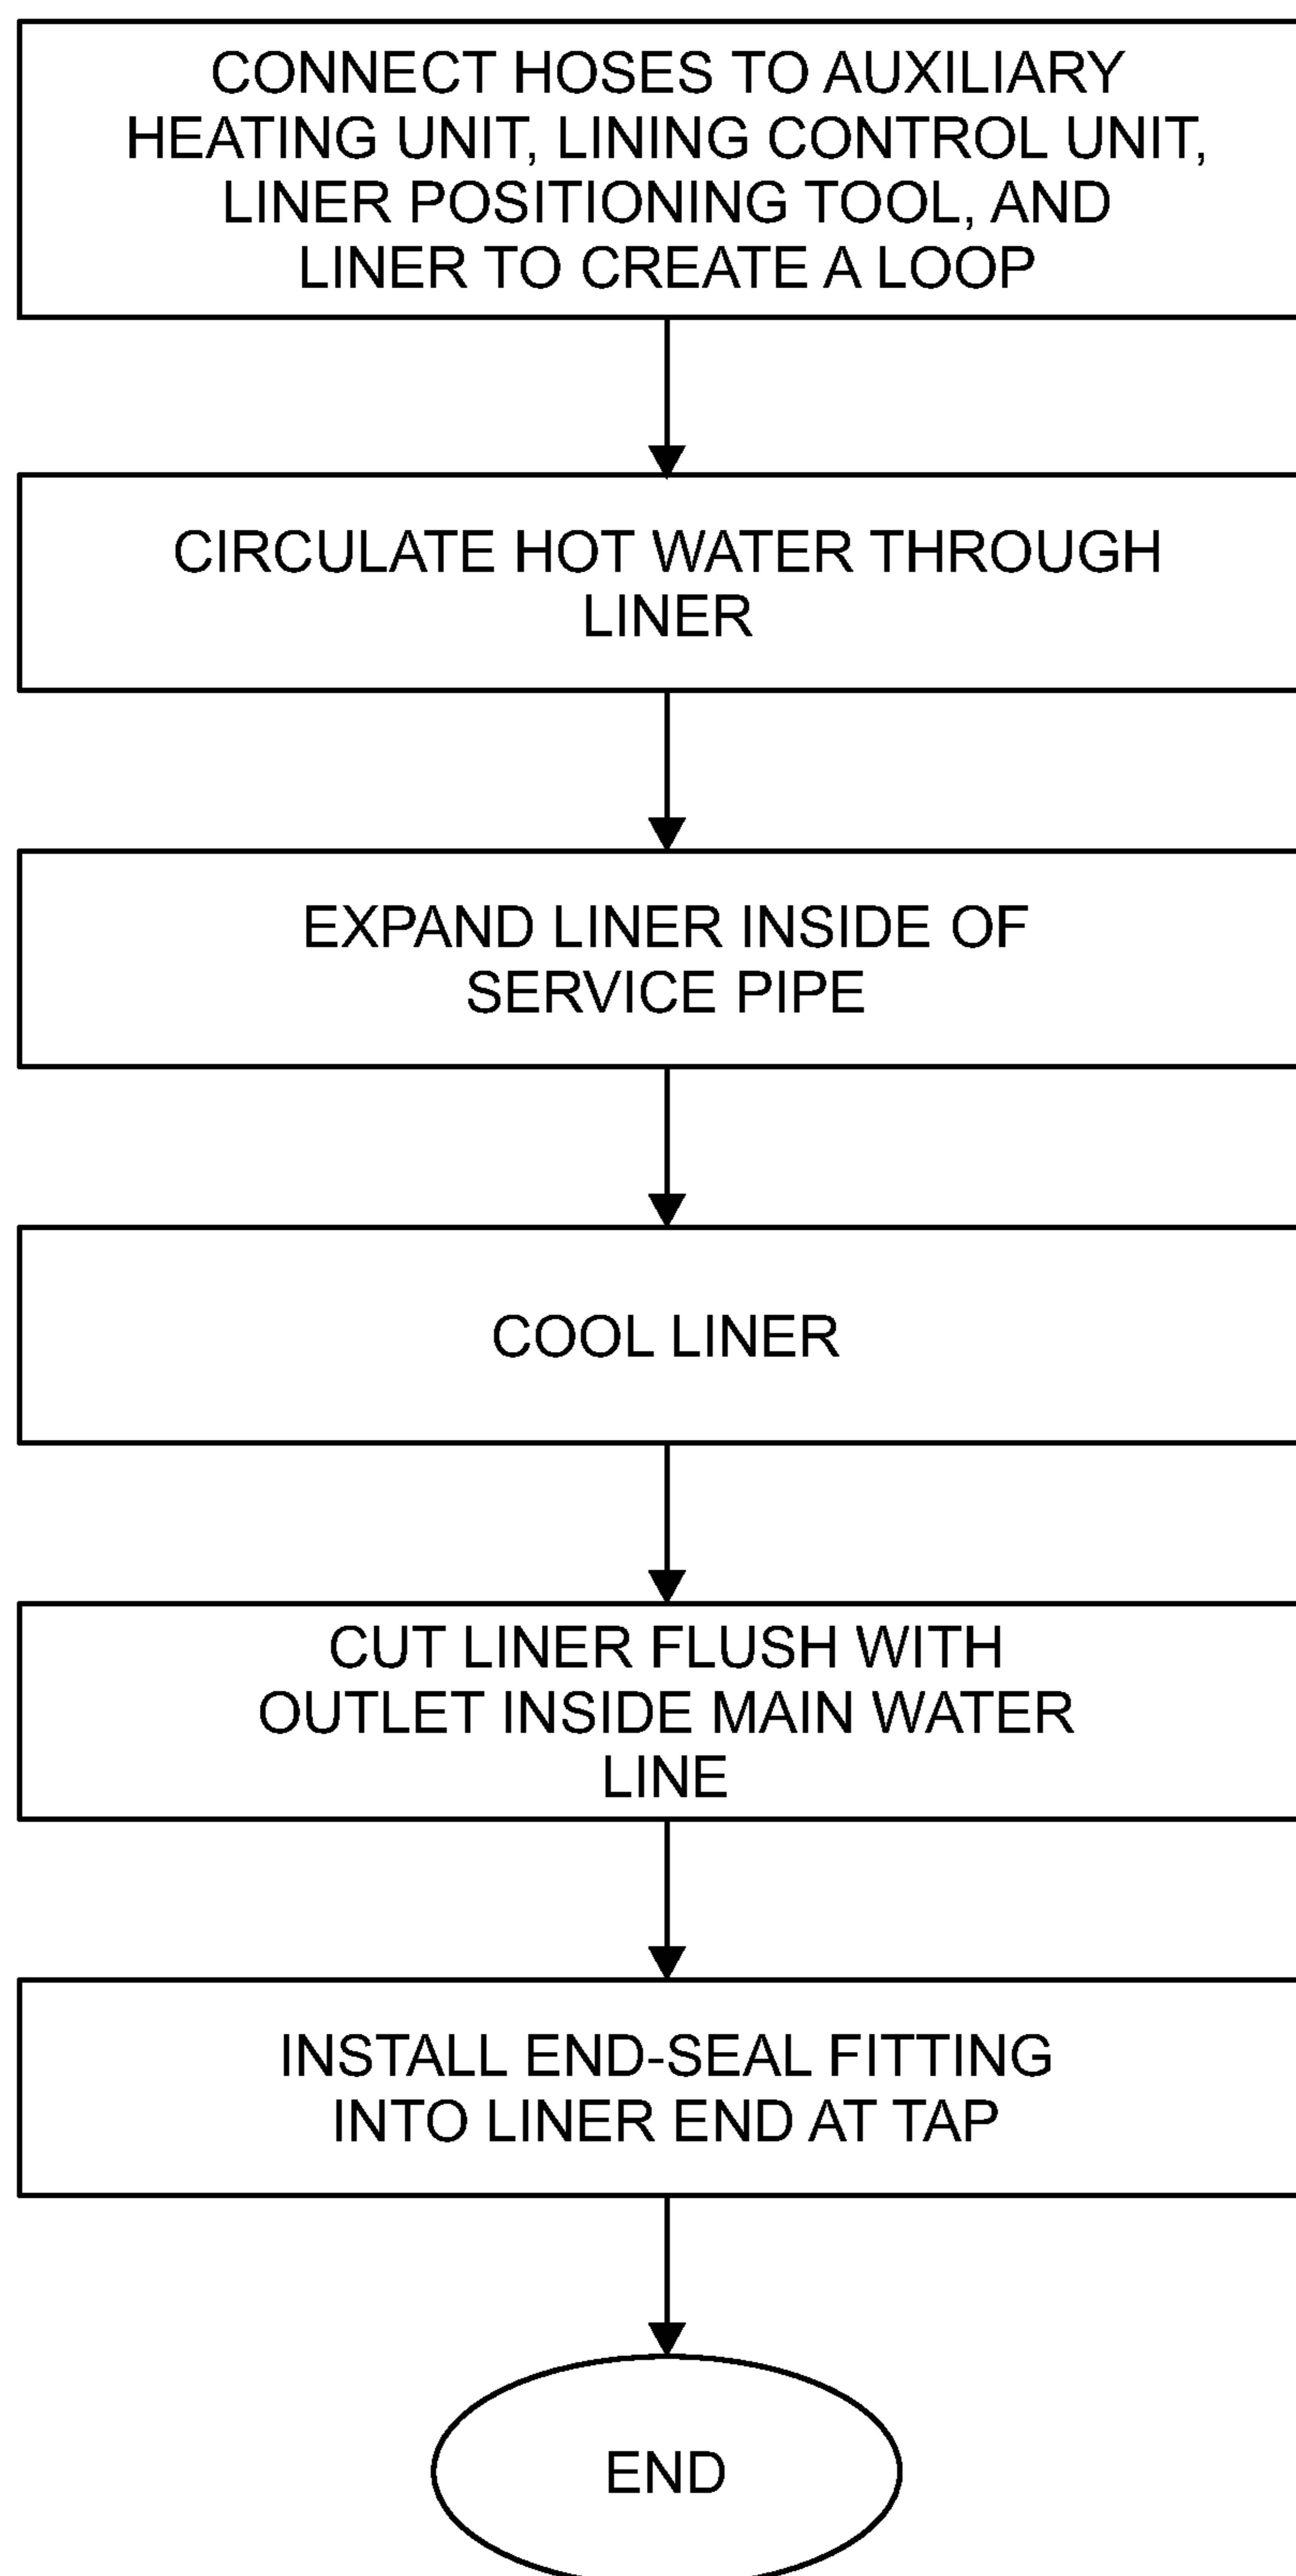 CONNECT HOSES TO AUXILIARY
HEATING UNIT, LINING CONTROL UNIT,
LINER POSITIONING TOOL, AND
LINER TO CREATE A LOOP
CIRCULATE HOT WATER THROUGH
LINER
EXPAND LINER INSIDE OF
SERVICE PIPE
COOL LINER
CUT LINER FLUSH WITH
OUTLET INSIDE MAIN WATER
LINE
INSTALL END-SEAL FITTING
INTO LINER END AT TAP
END